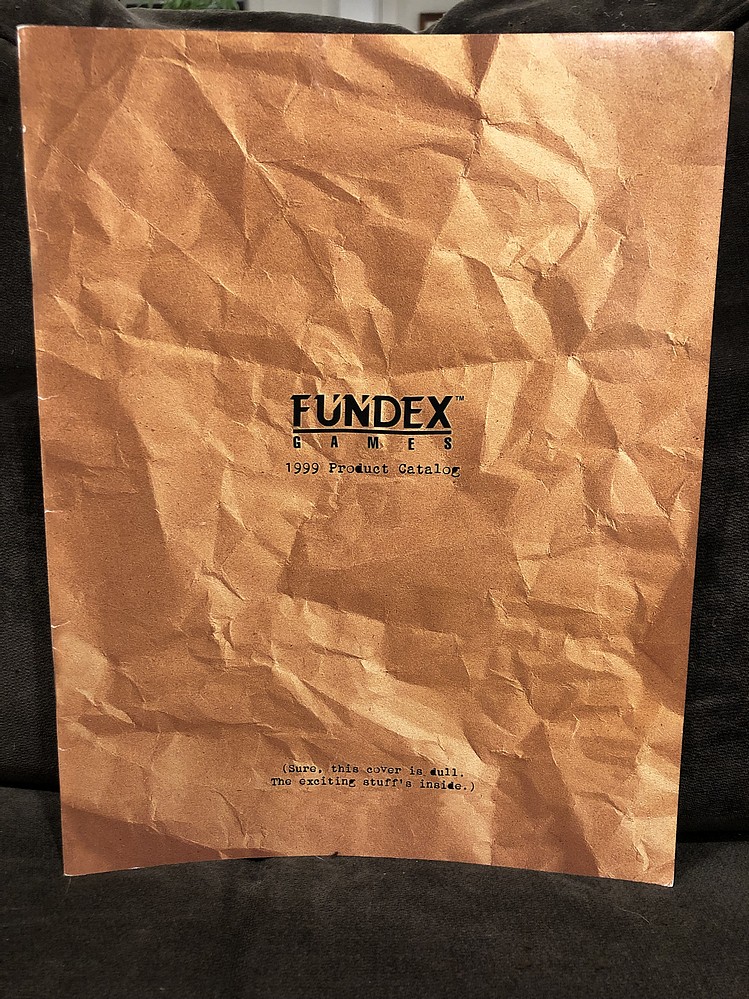 FUNDEX™
GAMES
1999 Product Catalog
(Sure, this cover is dull.
The exciting stuff's inside.)